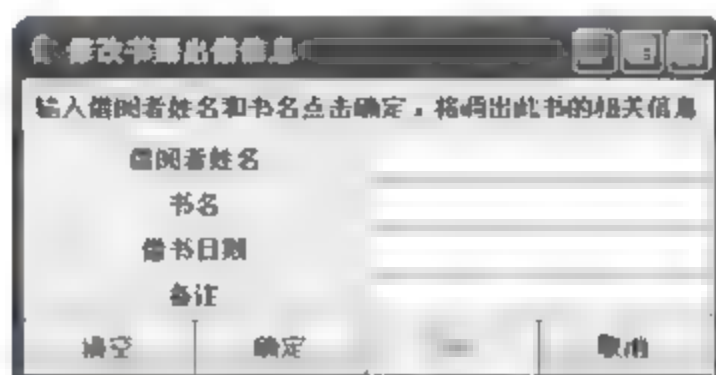 修改书籍出借信息
输入借阅者姓名和书名点击确定，将调出此书的相关信息
借阅者姓名
书名
借书日期
备注
清空 确定 取消